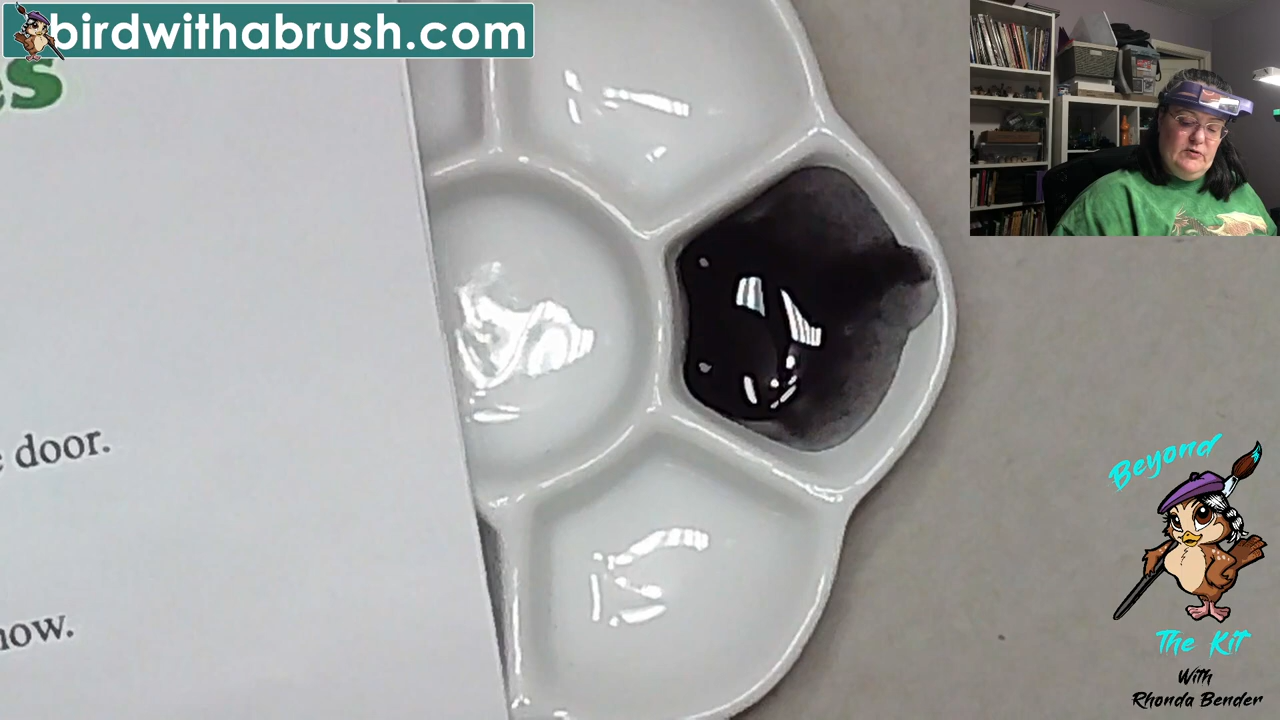 birdwithabrush.com
es
door.
now.
Beyond
The Kit
With
Rhonda Bender